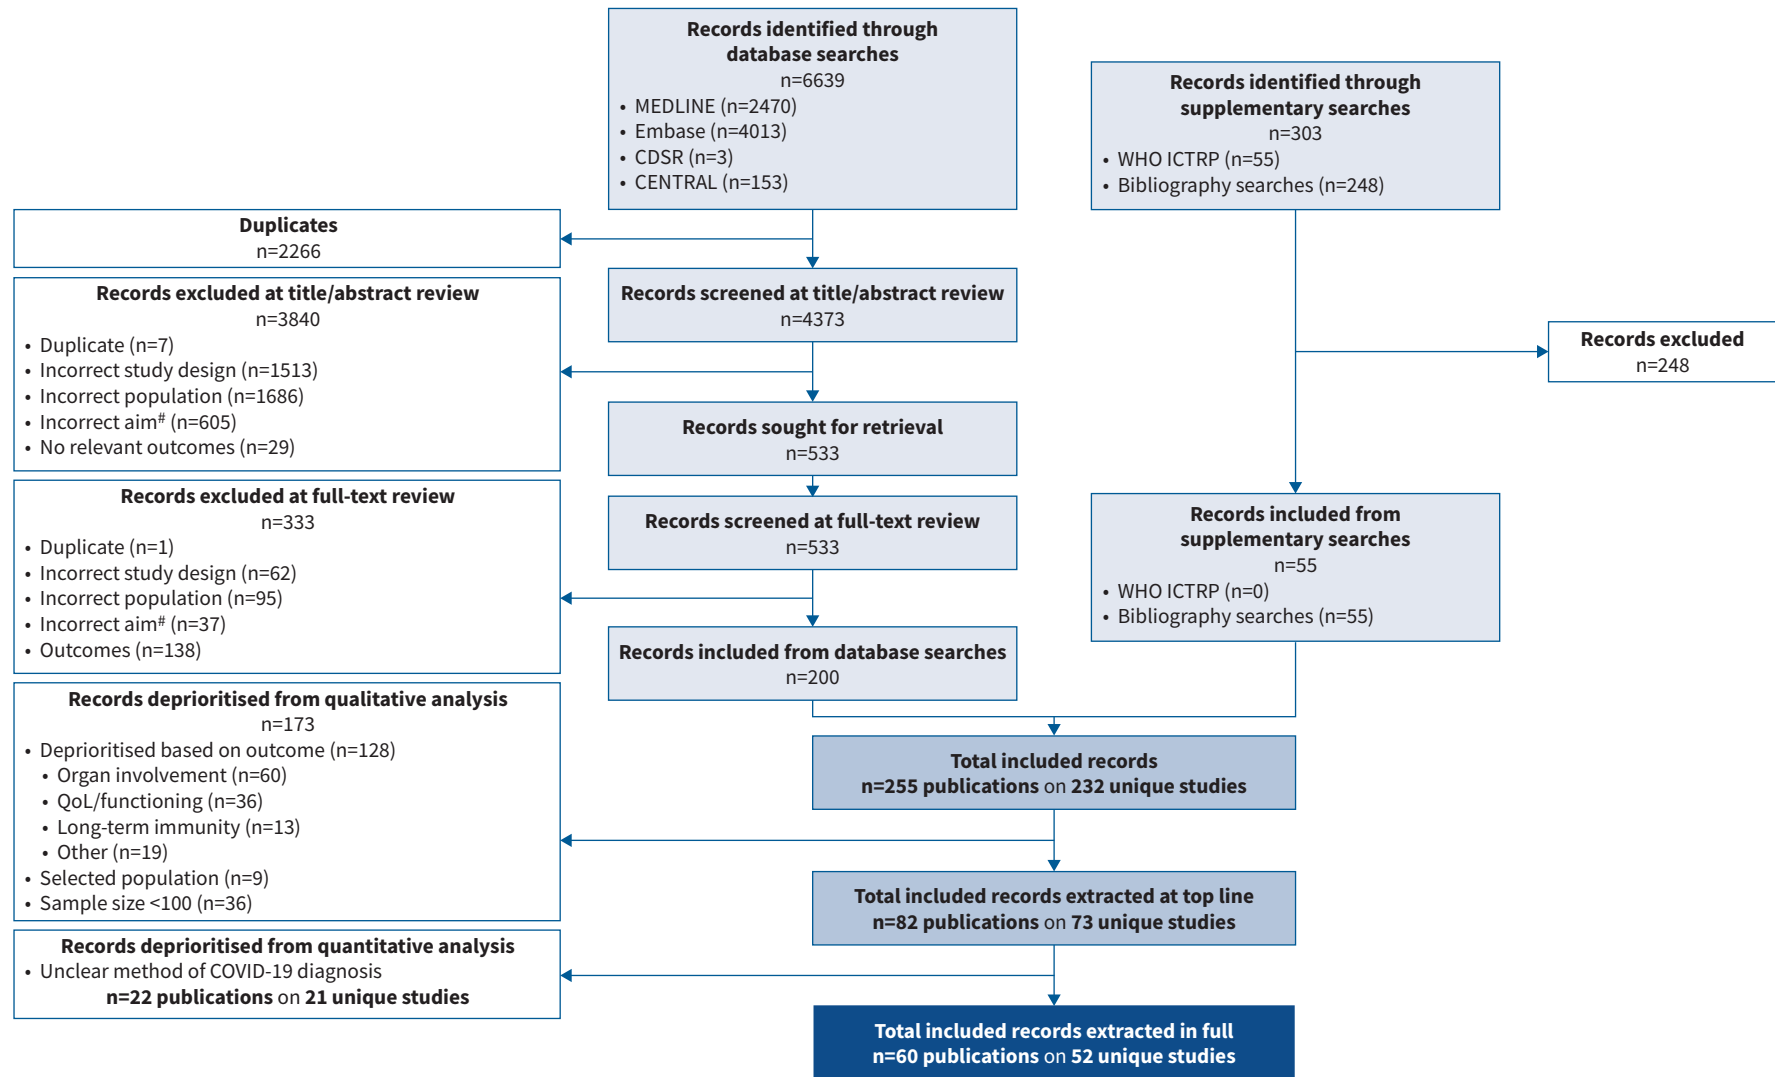 Records identified through
database searches
n=6639
• MEDLINE (n=2470)
• Embase (n=4013)
• CDSR (n=3)
• CENTRAL (n=153)
Records identified through
supplementary searches
n=303
• WHO ICTRP (n=55)
• Bibliography searches (n=248)
Duplicates
n=2266
Records screened at title/abstract review
n=4373
Records excluded at title/abstract review
n=3840
• Duplicate (n=7)
• Incorrect study design (n=1513)
• Incorrect population (n=1686)
• Incorrect aim# (n=605)
• No relevant outcomes (n=29)
Records excluded
n=248
Records sought for retrieval
n=533
Records screened at full-text review
n=533
Records excluded at full-text review
n=333
• Duplicate (n=1)
• Incorrect study design (n=62)
• Incorrect population (n=95)
• Incorrect aim# (n=37)
• Outcomes (n=138)
Records included from
supplementary searches
n=55
• WHO ICTRP (n=0)
• Bibliography searches (n=55)
Records included from database searches
n=200
Records deprioritised from qualitative analysis
n=173
• Deprioritised based on outcome (n=128)
• Organ involvement (n=60)
• QoL/functioning (n=36)
• Long-term immunity (n=13)
• Other (n=19)
• Selected population (n=9)
• Sample size <100 (n=36)
Total included records
n=255 publications on 232 unique studies
Total included records extracted at top line
n=82 publications on 73 unique studies
Records deprioritised from quantitative analysis
• Unclear method of COVID-19 diagnosis
n=22 publications on 21 unique studies
Total included records extracted in full
n=60 publications on 52 unique studies